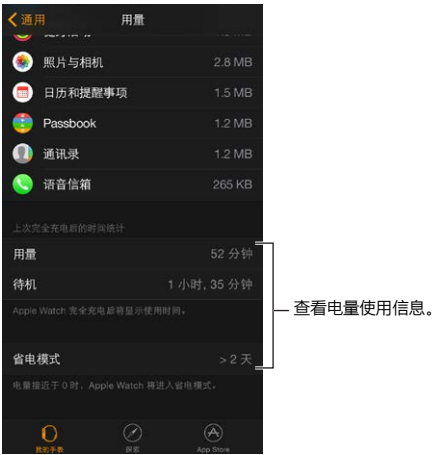 通用
用量
照片与相机 2.8 MB
日历和提醒事项 1.5 MB
Passbook 1.2 MB
通讯录 1.2 MB
语音信箱 265 KB
上次完全充电后的时间统计
用量 52 分钟
待机 1 小时, 35 分钟
查看电量使用信息。
Apple Watch 完全充电后将显示使用时间。
省电模式 > 2 天
电量接近于 0 时，Apple Watch 将进入省电模式。
我的手表
探索
App Store